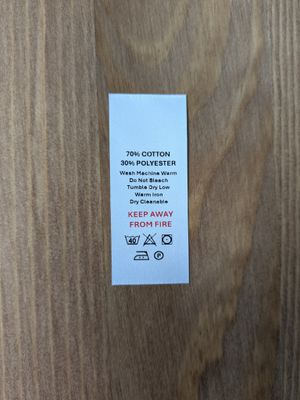 70% COTTON
30% POLYESTER
Wash Machine Warm
Do Not Bleach
Tumble Dry Low
Warm Iron
Dry Cleanable
KEEP AWAY
FROM FIRE
40
P